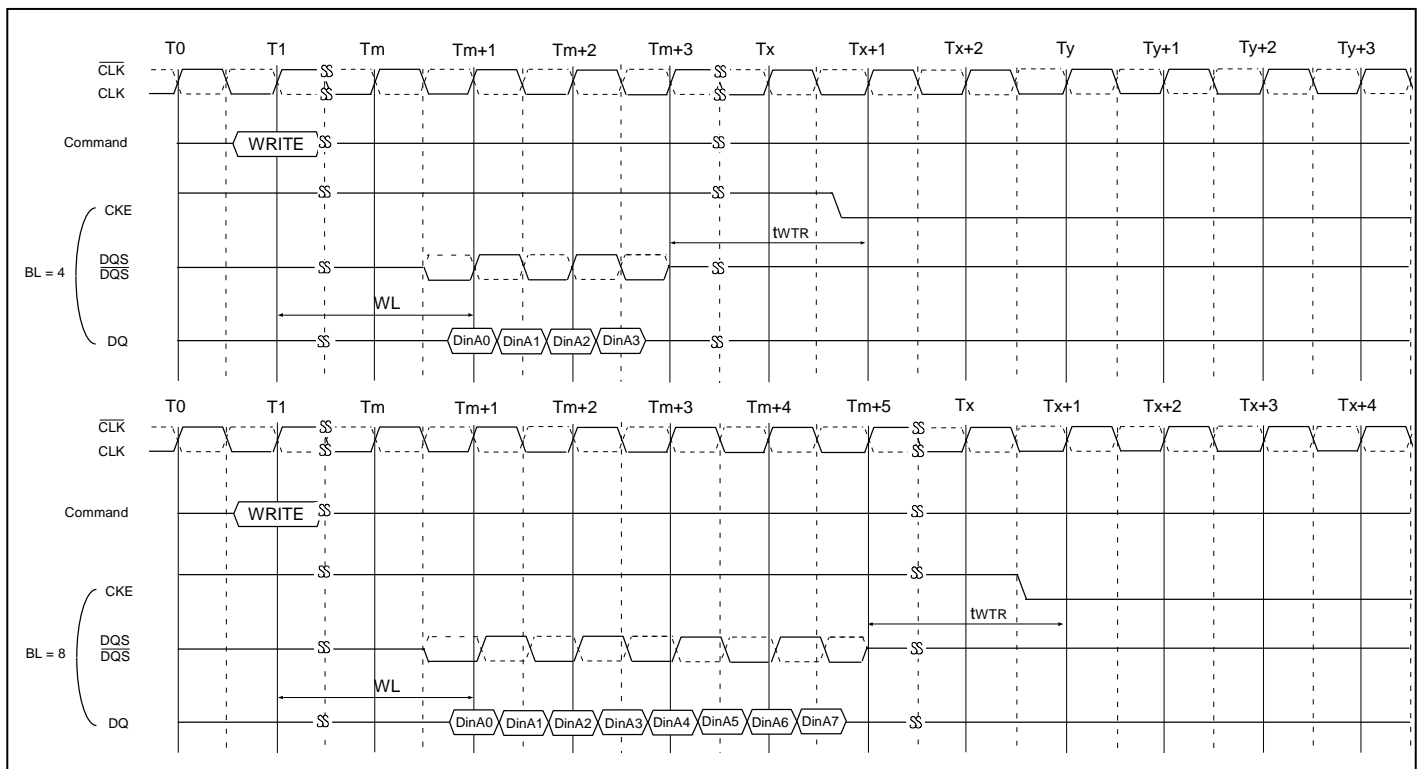 T0 T1 Tm Tm+1 Tm+2 Tm+3 Tx Tx+1 Tx+2 Ty Ty+1 Ty+2 Ty+3
CLK
CLK
Command WRITE
CKE
tWTR
BL = 4
DQS
DQS
WL
DQ DinA0 DinA1 DinA2 DinA3
T0 T1 Tm Tm+1 Tm+2 Tm+3 Tm+4 Tm+5 Tx Tx+1 Tx+2 Tx+3 Tx+4
CLK
CLK
Command WRITE
CKE
tWTR
BL = 8
DQS
DQS
WL
DQ DinA0 DinA1 DinA2 DinA3 DinA4 DinA5 DinA6 DinA7